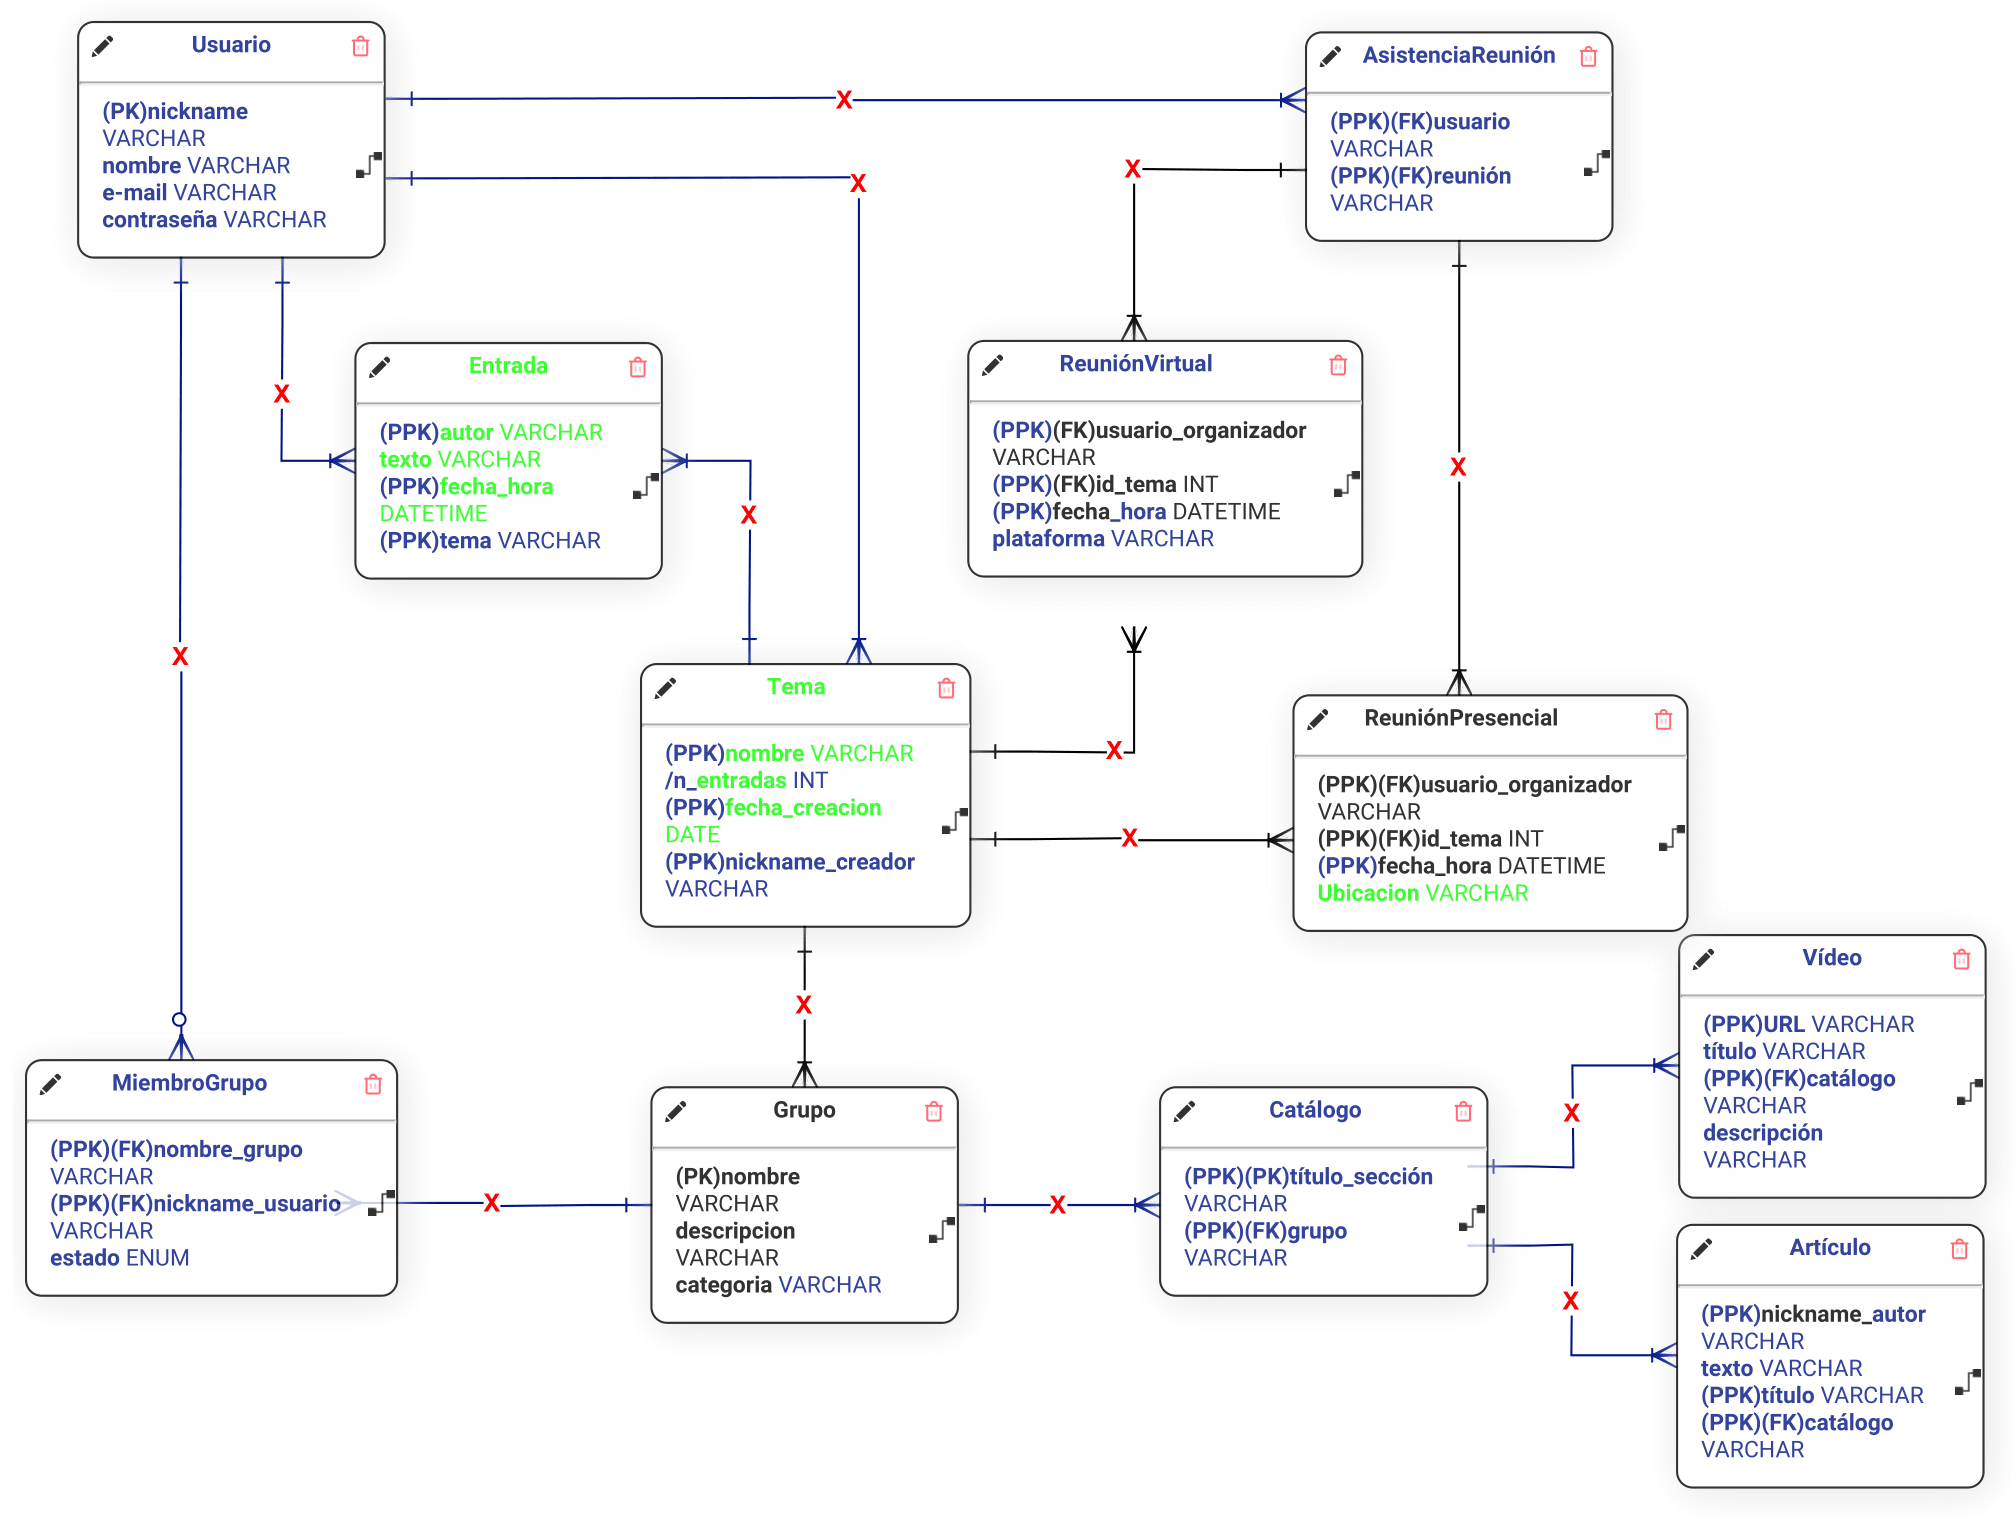 Usuario
(PK)nickname
VARCHAR
nombre VARCHAR
e-mail VARCHAR
contraseña VARCHAR
X
X
X
X
AsistenciaReunión
(PPK)(FK)usuario
VARCHAR
(PPK)(FK)reunión
VARCHAR
X
X
Entrada
(PPK)autor VARCHAR
texto VARCHAR
(PPK)fecha_hora
DATETIME
(PPK)tema VARCHAR
X
ReuniónVirtual
(PPK)(FK)usuario_organizador
VARCHAR
(PPK)(FK)id_tema INT
(PPK)fecha_hora DATETIME
plataforma VARCHAR
Tema
(PPK)nombre VARCHAR
/n_entradas INT
(PPK)fecha_creacion
DATE
(PPK)nickname_creador
VARCHAR
X
X
X
ReuniónPresencial
(PPK)(FK)usuario_organizador
VARCHAR
(PPK)(FK)id_tema INT
(PPK)fecha_hora DATETIME
Ubicacion VARCHAR
MiembroGrupo
(PPK)(FK)nombre_grupo
VARCHAR
(PPK)(FK)nickname_usuario
VARCHAR
estado ENUM
X
Grupo
(PK)nombre
VARCHAR
descripcion
VARCHAR
categoria VARCHAR
X
Catálogo
(PPK)(PK)título_sección
VARCHAR
(PPK)(FK)grupo
VARCHAR
X
X
Vídeo
(PPK)URL VARCHAR
título VARCHAR
(PPK)(FK)catálogo
VARCHAR
descripción
VARCHAR
Artículo
(PPK)nickname_autor
VARCHAR
texto VARCHAR
(PPK)título VARCHAR
(PPK)(FK)catálogo
VARCHAR